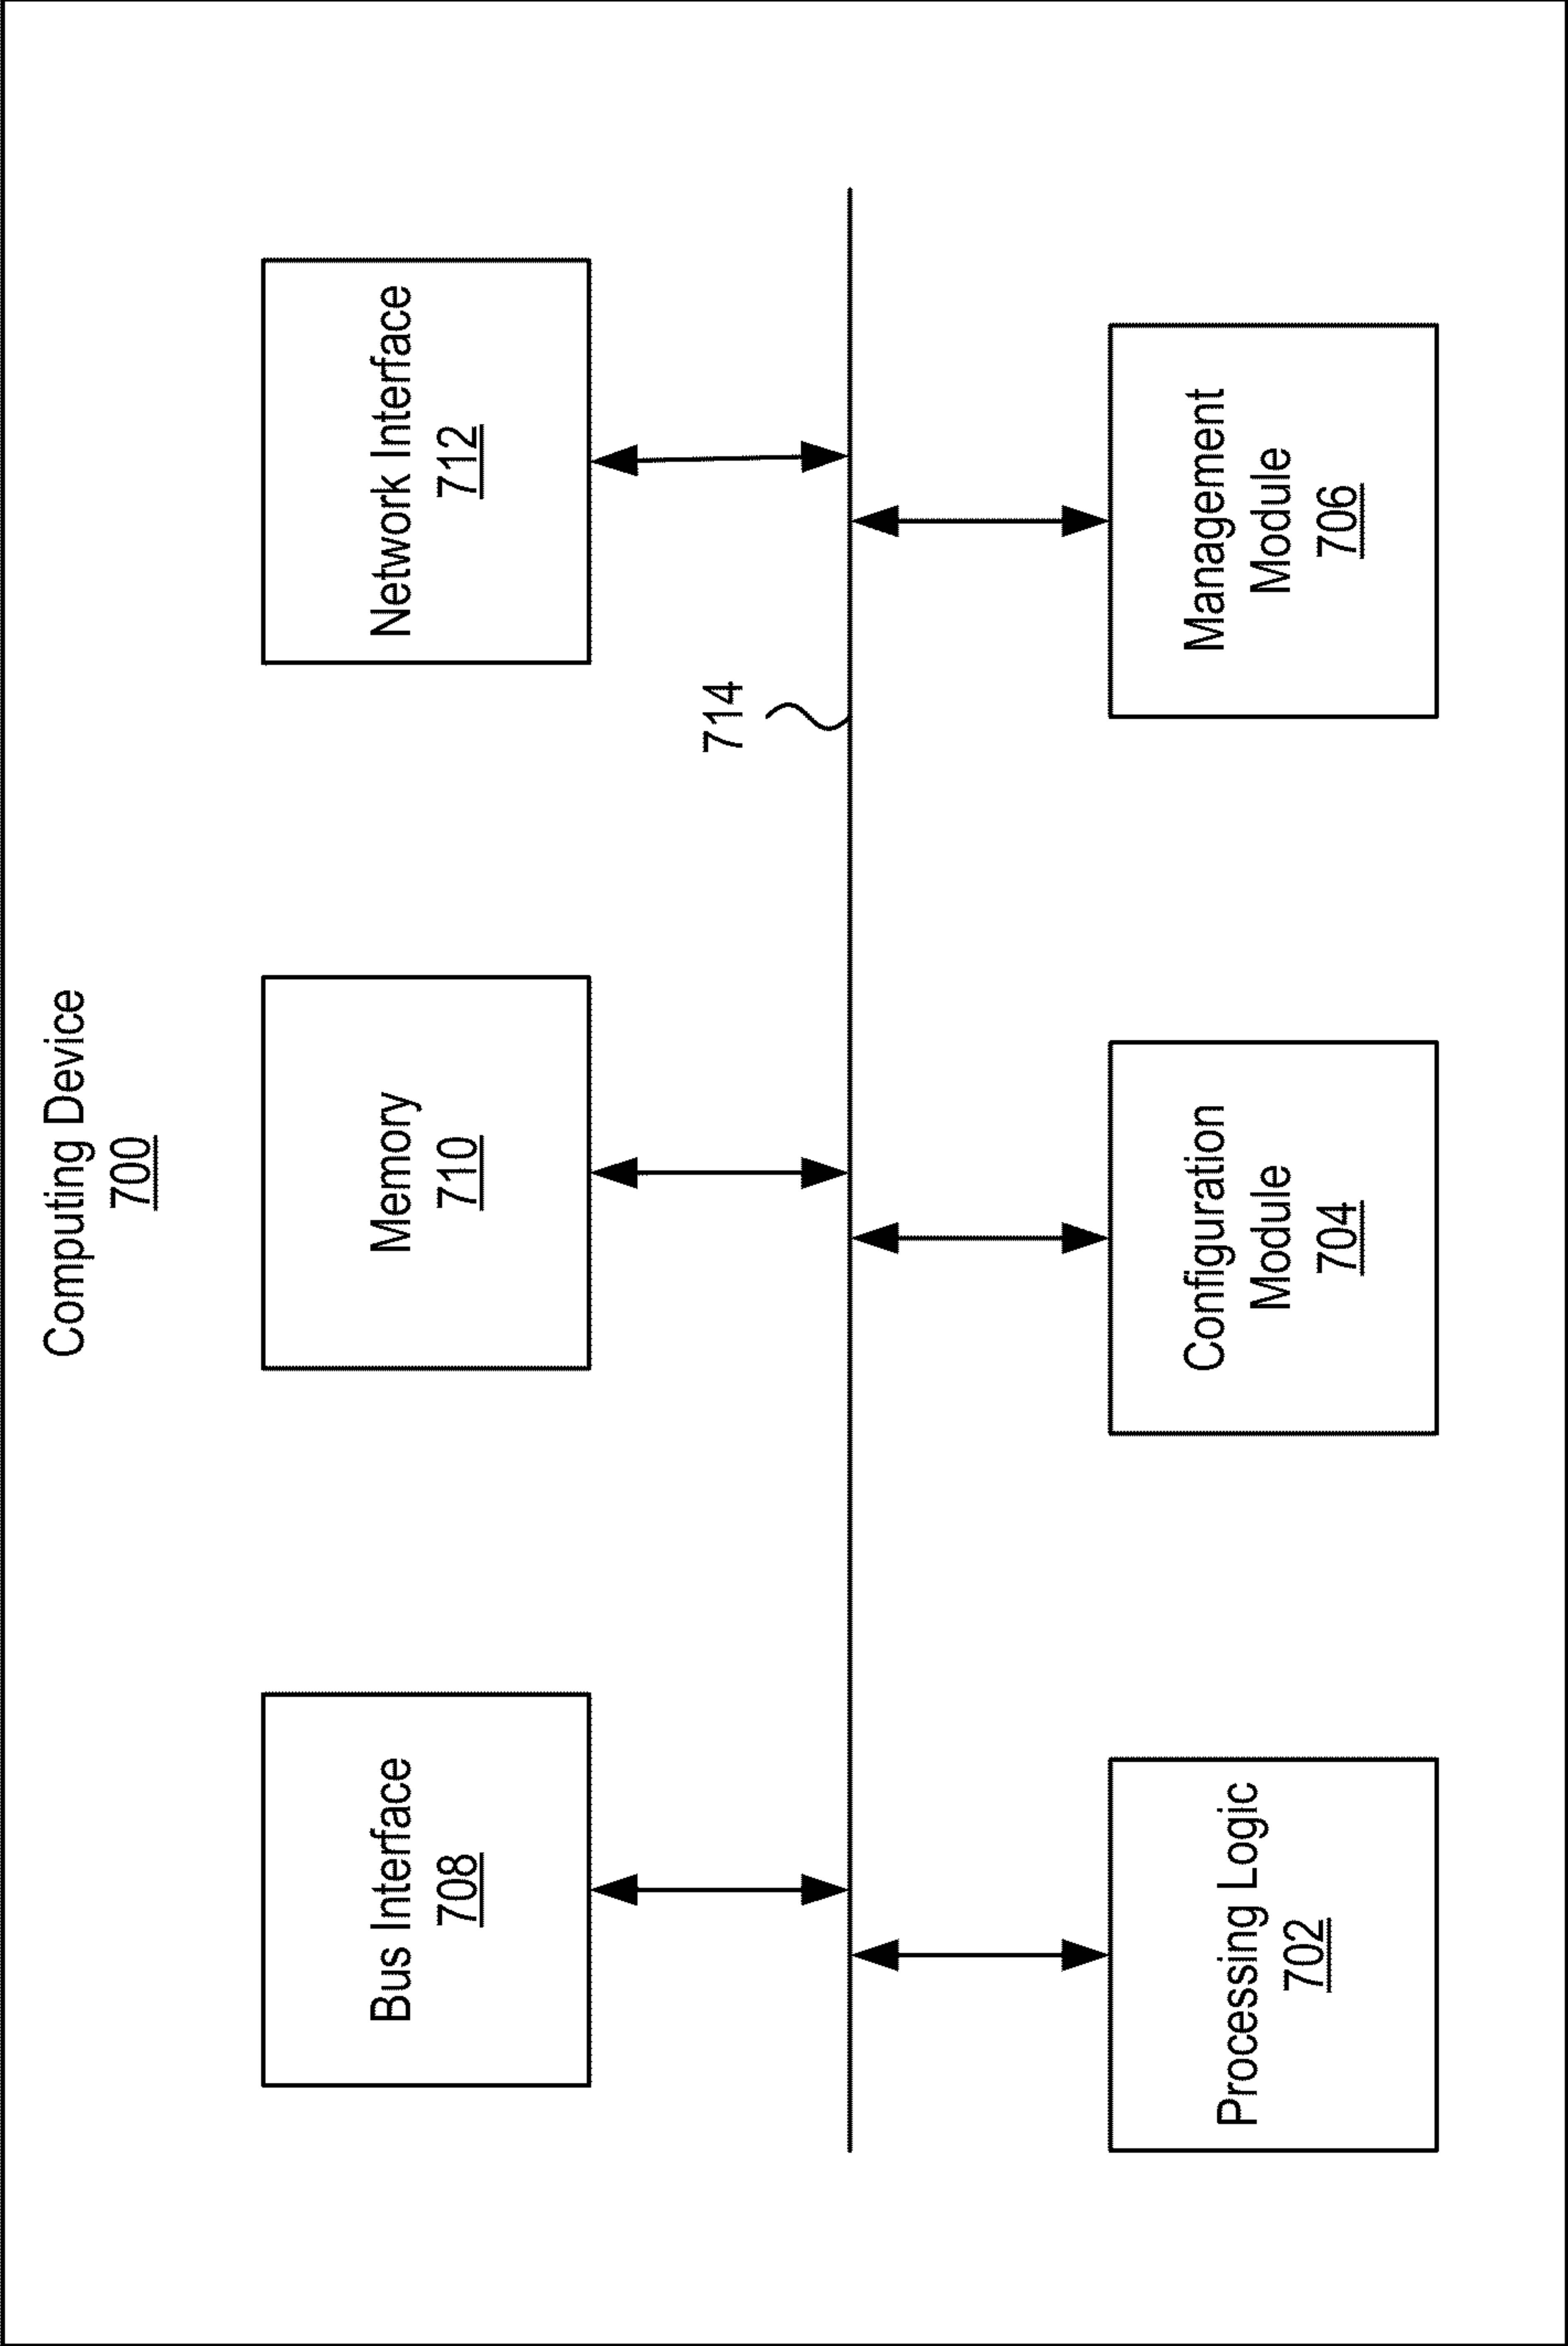 Computing Device
700
Bus Interface
708
Memory
710
Network Interface
712
714
Processing Logic
702
Configuration
Module
704
Management
Module
706